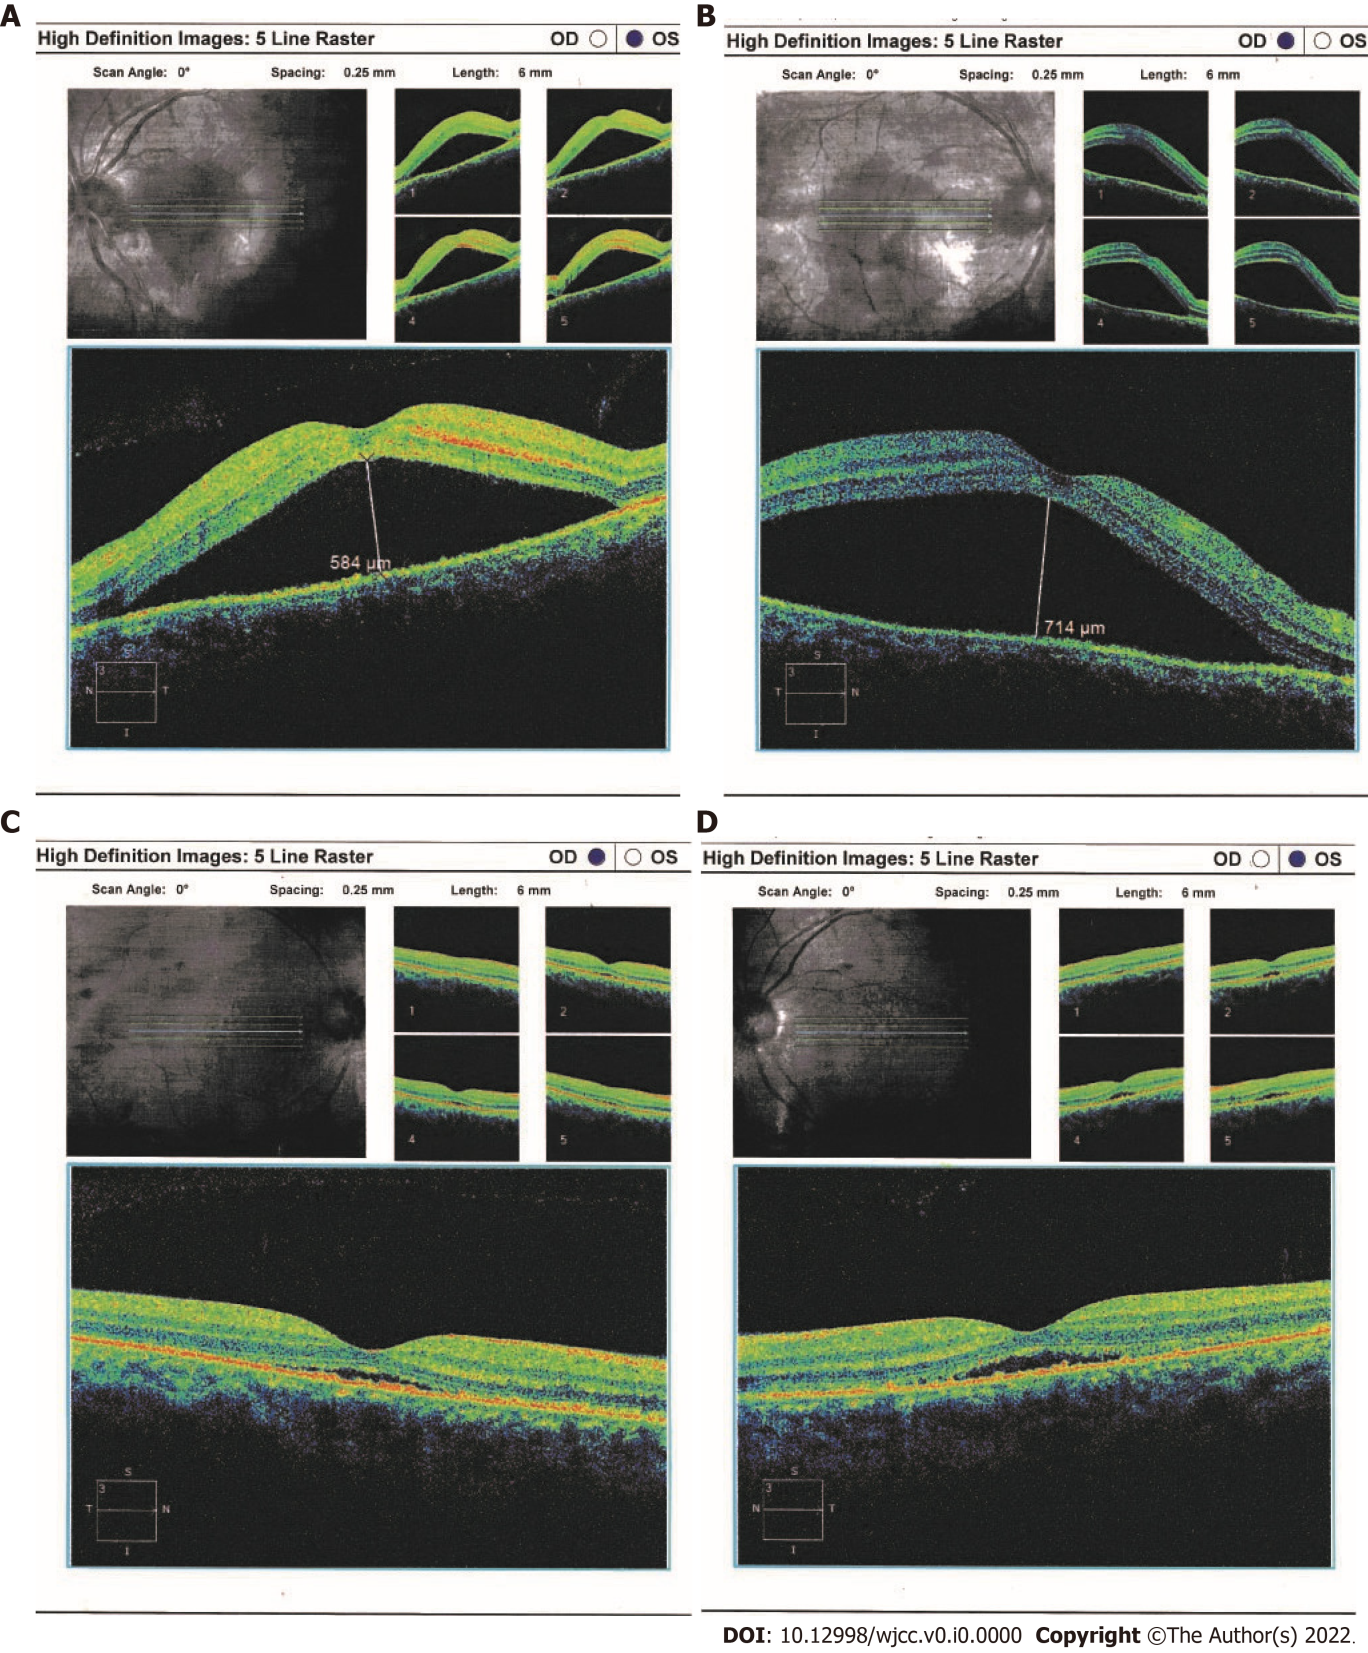 A
High Definition Images: 5 Line Raster OD OS
Scan Angle: 0° Spacing: 0.25 mm Length: 6 mm
1 2
4 5
584 µm
S
3
N T
I
B
High Definition Images: 5 Line Raster OD OS
Scan Angle: 0° Spacing: 0.25 mm Length: 6 mm
1 2
4 5
714 µm
S
3
T N
I
C
High Definition Images: 5 Line Raster OD OS
Scan Angle: 0° Spacing: 0.25 mm Length: 6 mm
1 2
4 5
S
3
T N
I
D
High Definition Images: 5 Line Raster OD OS
Scan Angle: 0° Spacing: 0.25 mm Length: 6 mm
1 2
4 5
S
3
N T
I
DOI: 10.12998/wjcc.v0.i0.0000 Copyright ©The Author(s) 2022.